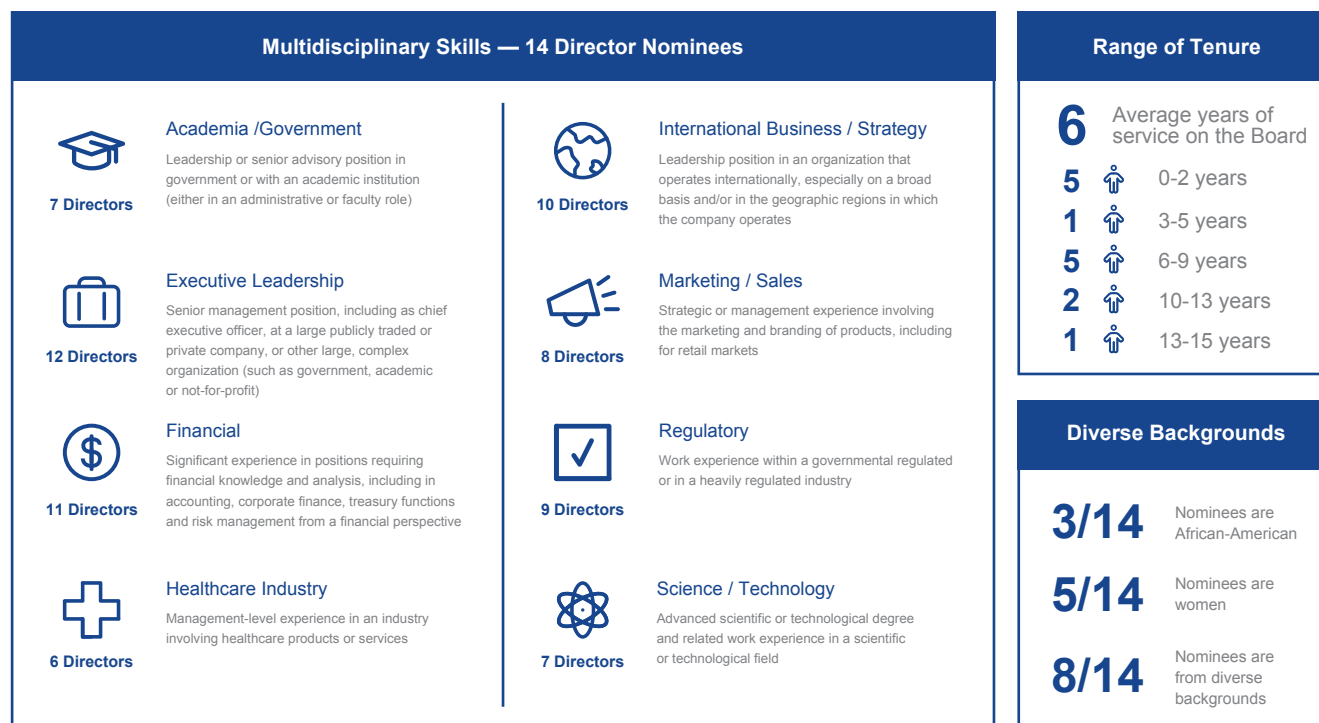 Multidisciplinary Skills — 14 Director Nominees
Academia /Government
Leadership or senior advisory position in
government or with an academic institution
(either in an administrative or faculty role)
7 Directors
Executive Leadership
Senior management position, including as chief
executive officer, at a large publicly traded or
private company, or other large, complex
organization (such as government, academic
or not-for-profit)
12 Directors
Financial
Significant experience in positions requiring
financial knowledge and analysis, including in
accounting, corporate finance, treasury functions
and risk management from a financial perspective
11 Directors
Healthcare Industry
Management-level experience in an industry
involving healthcare products or services
6 Directors
International Business / Strategy
Leadership position in an organization that
operates internationally, especially on a broad
basis and/or in the geographic regions in which
the company operates
10 Directors
Marketing / Sales
Strategic or management experience involving
the marketing and branding of products, including
for retail markets
8 Directors
Regulatory
Work experience within a governmental regulated
or in a heavily regulated industry
9 Directors
Science / Technology
Advanced scientific or technological degree
and related work experience in a scientific
or technological field
7 Directors
Range of Tenure
6 Average years of
service on the Board
5 0-2 years
1 3-5 years
5 6-9 years
2 10-13 years
1 13-15 years
Diverse Backgrounds
3/14 Nominees are
African-American
5/14 Nominees are
women
8/14 Nominees are
from diverse
backgrounds